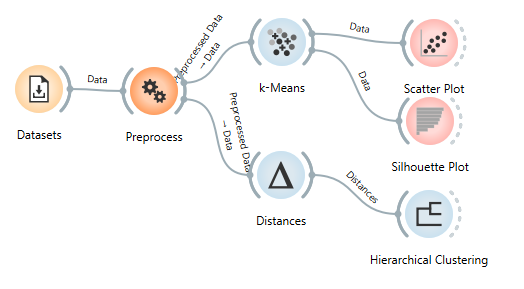 Data
Datasets
Preprocess
Preprocessed Data
→ Data
Preprocessed Data
→ Data
k-Means
Data
Data
Scatter Plot
Silhouette Plot
Distances
Distances
Hierarchical Clustering